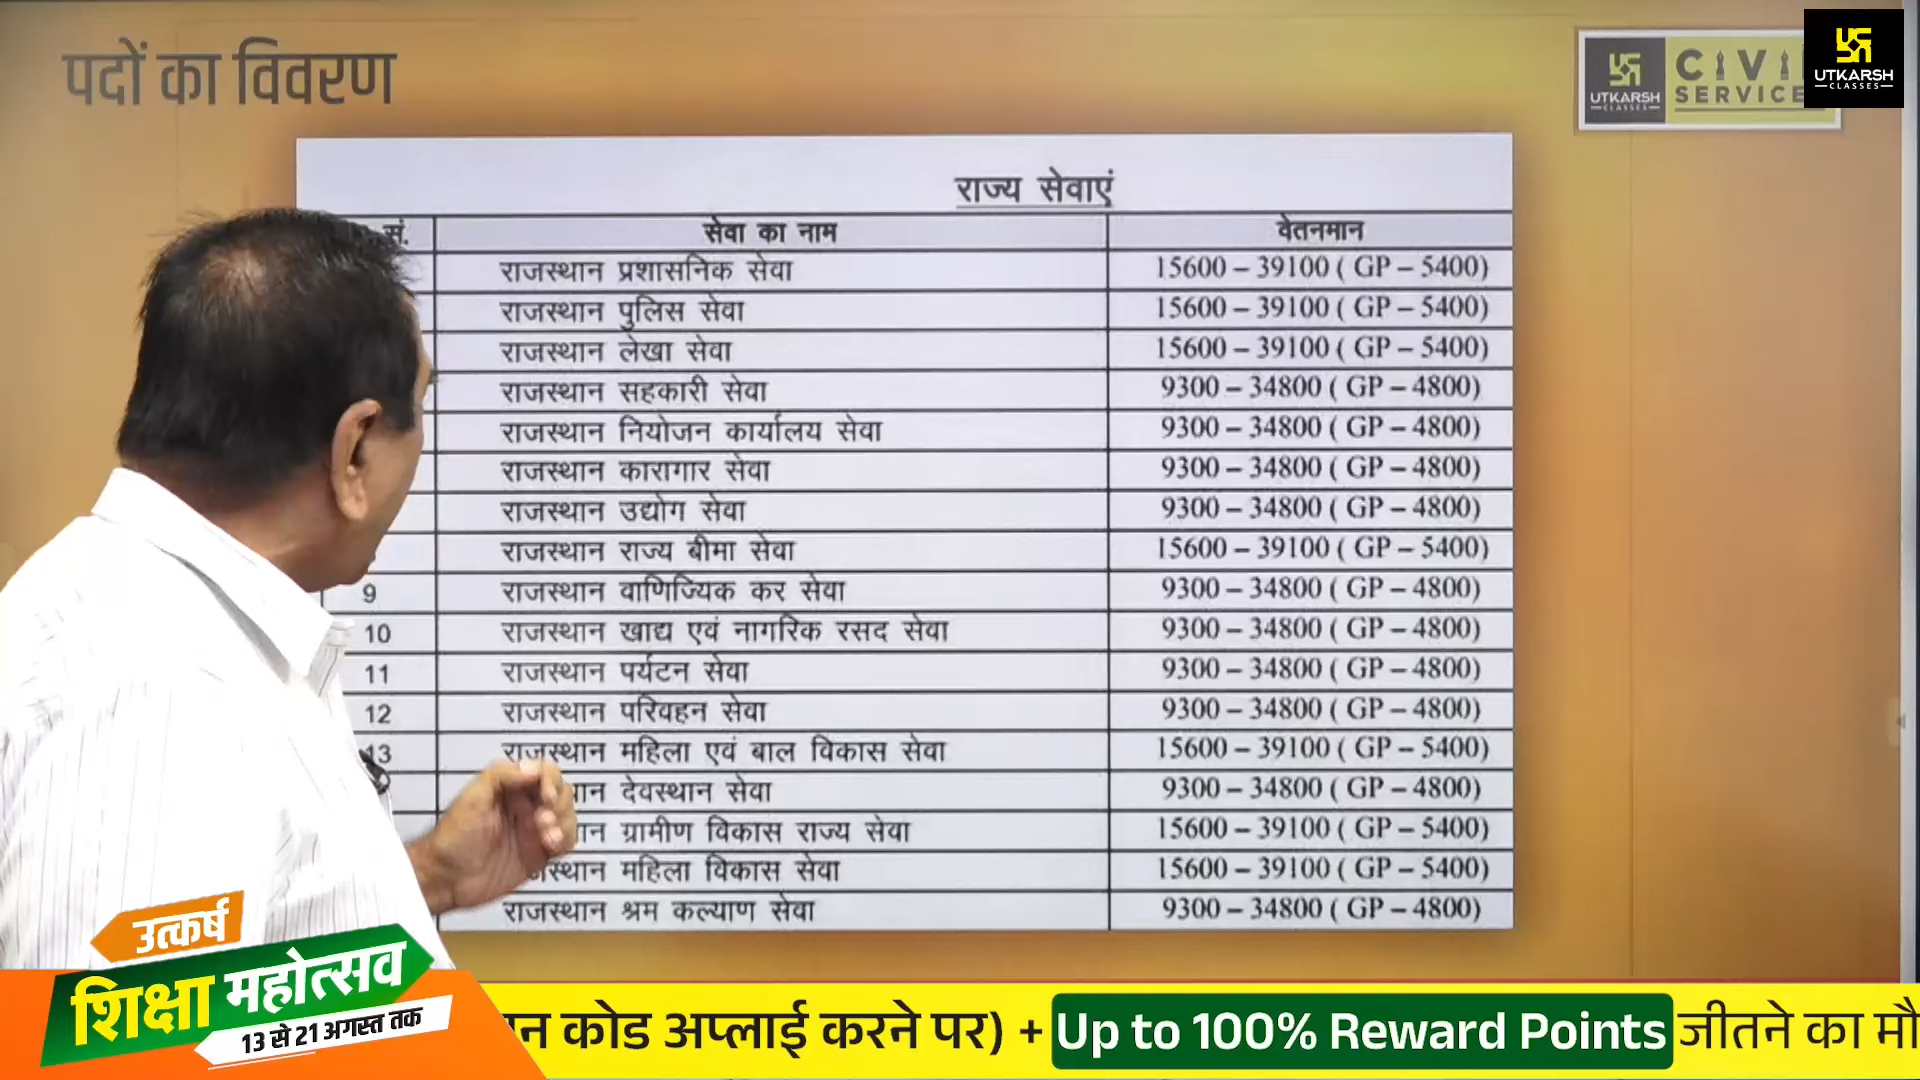 पदों का विवरण
UTKARSH
CLASSES
CIVI
SERVICE
UTKARSH
CLASSES
राज्य सेवाएं
सं. सेवा का नाम वेतनमान
राजस्थान प्रशासनिक सेवा 15600 – 39100 ( GP – 5400)
राजस्थान पुलिस सेवा 15600 – 39100 ( GP – 5400)
राजस्थान लेखा सेवा 15600 – 39100 ( GP – 5400)
राजस्थान सहकारी सेवा 9300 – 34800 ( GP – 4800)
राजस्थान नियोजन कार्यालय सेवा 9300 – 34800 ( GP – 4800)
राजस्थान कारागार सेवा 9300 – 34800 ( GP – 4800)
राजस्थान उद्योग सेवा 9300 – 34800 ( GP – 4800)
राजस्थान राज्य बीमा सेवा 15600 – 39100 ( GP – 5400)
9 राजस्थान वाणिज्यिक कर सेवा 9300 – 34800 ( GP – 4800)
10 राजस्थान खाद्य एवं नागरिक रसद सेवा 9300 – 34800 ( GP – 4800)
11 राजस्थान पर्यटन सेवा 9300 – 34800 ( GP – 4800)
12 राजस्थान परिवहन सेवा 9300 – 34800 ( GP – 4800)
13 राजस्थान महिला एवं बाल विकास सेवा 15600 – 39100 ( GP – 5400)
देवस्थान सेवा 9300 – 34800 ( GP – 4800)
ग्रामीण विकास राज्य सेवा 15600 – 39100 ( GP – 5400)
महिला विकास सेवा 15600 – 39100 ( GP – 5400)
राजस्थान श्रम कल्याण सेवा 9300 – 34800 ( GP – 4800)
उत्कर्ष
शिक्षा महोत्सव
13 से 21 अगस्त तक
कोड अप्लाई करने पर) + Up to 100% Reward Points जीतने का मौ